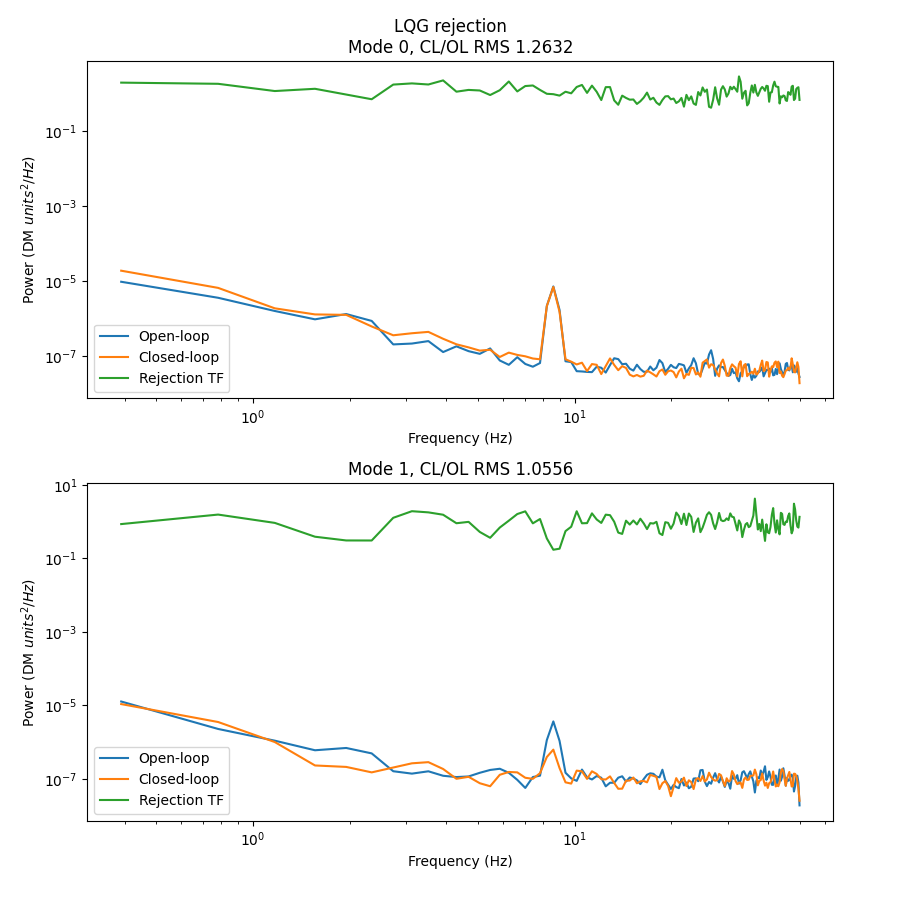 LQG rejection
Mode 0, CL/OL RMS 1.2632
10⁻¹
10⁻³
10⁻⁵
10⁻⁷
Power (DM units²/Hz)
Open-loop
Closed-loop
Rejection TF
10⁰ 10¹
Frequency (Hz)
Mode 1, CL/OL RMS 1.0556
10¹
10⁻¹
10⁻³
10⁻⁵
10⁻⁷
Power (DM units²/Hz)
Open-loop
Closed-loop
Rejection TF
10⁰ 10¹
Frequency (Hz)